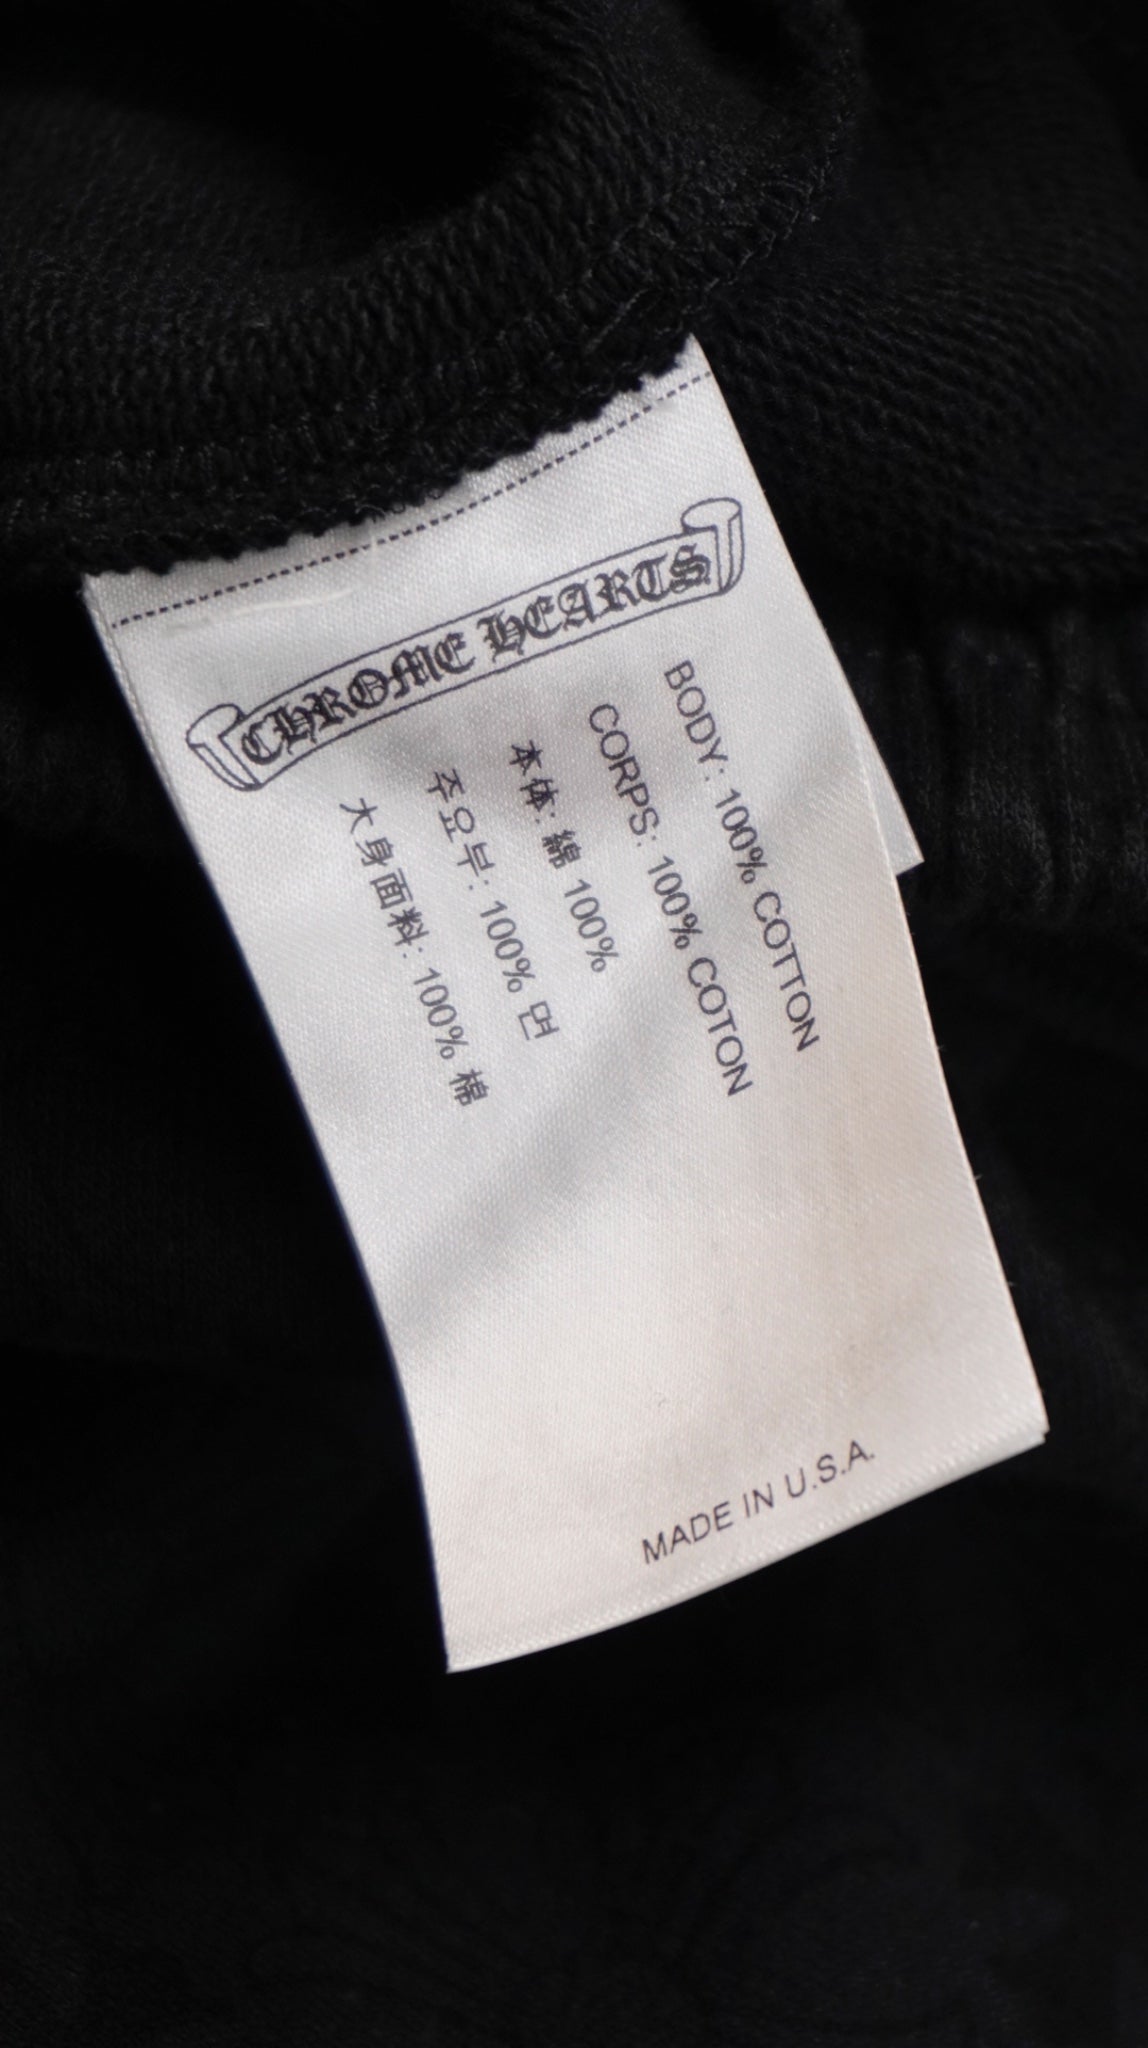 CHROME HEARTS
BODY: 100% COTTON
CORPS: 100% COTON
本体: 綿 100%
주요부: 100% 면
大身面料: 100% 棉
MADE IN U.S.A.